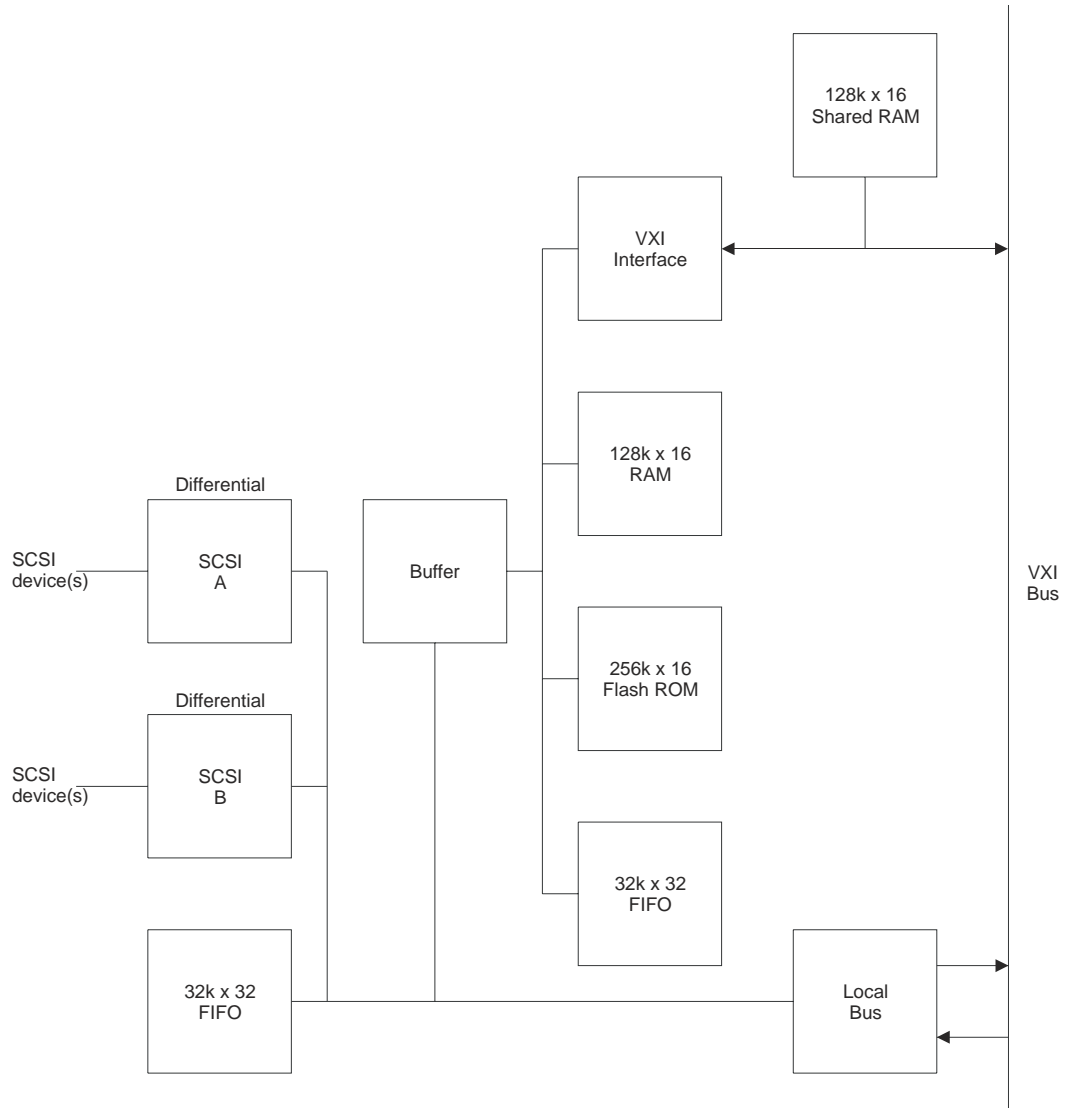 128k x 16
Shared RAM
VXI
Interface
128k x 16
RAM
Differential
SCSI
device(s)
SCSI
A
Buffer
VXI
Bus
256k x 16
Flash ROM
Differential
SCSI
device(s)
SCSI
B
32k x 32
FIFO
32k x 32
FIFO
Local
Bus